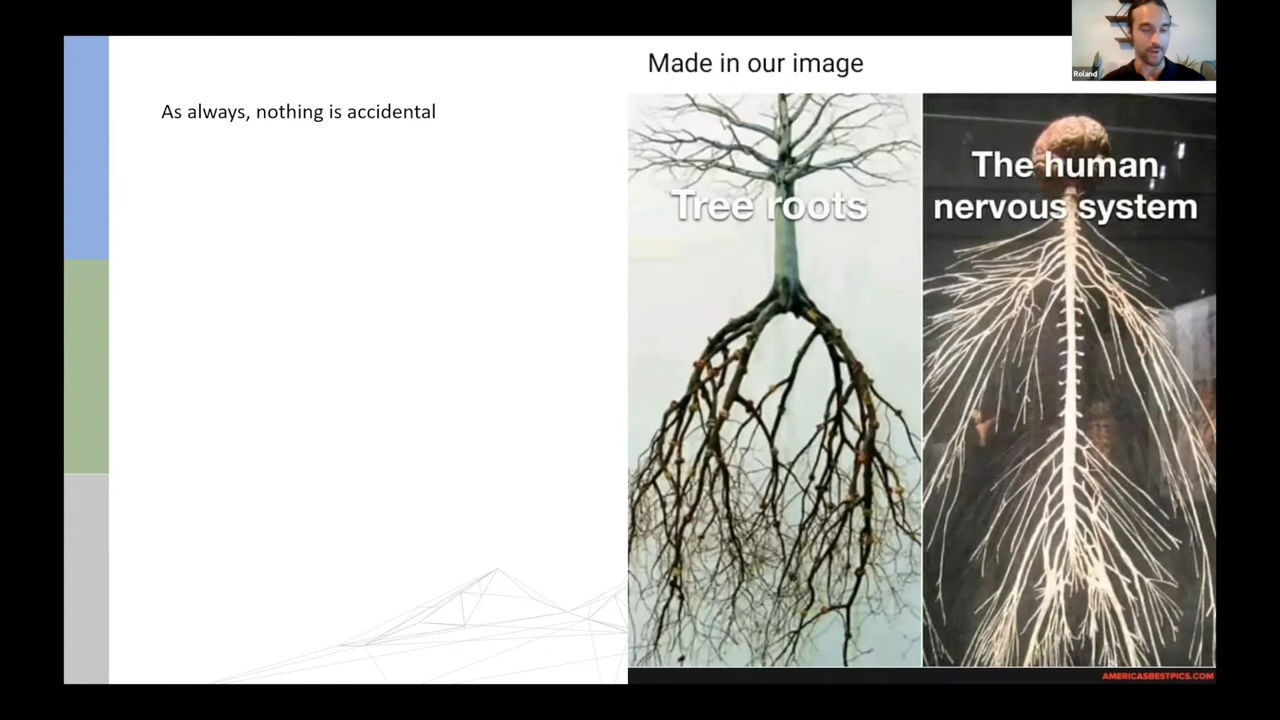 Made in our image
Roland
As always, nothing is accidental
Tree roots
The human
nervous system
AMERICASBESTPICS.COM